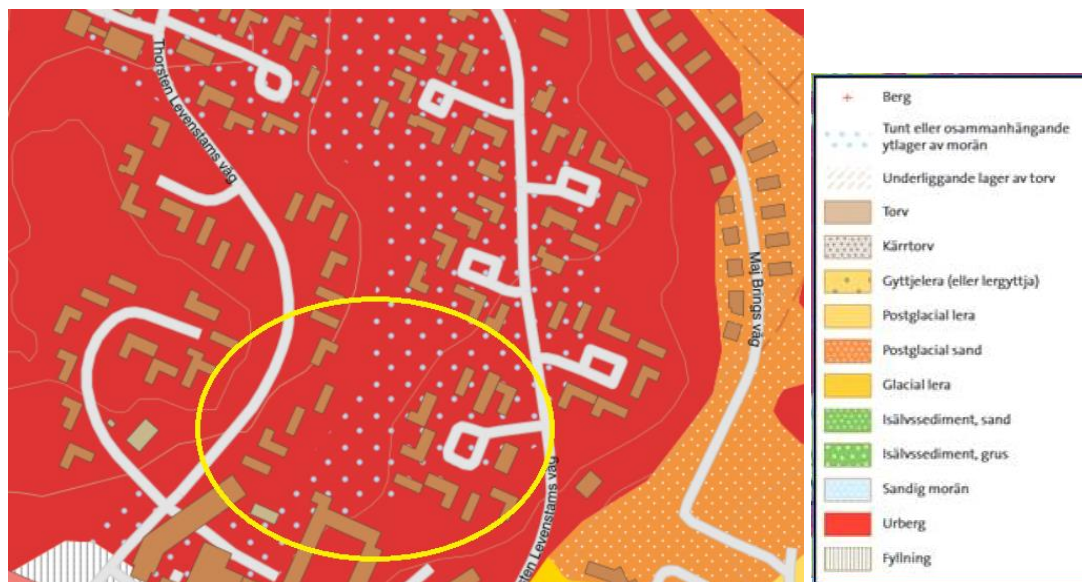 Thorsten Levenstams väg
Maj Brings väg
Thorsten Levenstams väg
Berg
Tunt eller osammanhängande
ytlager av morän
Underliggande lager av torv
Torv
Kärrtorv
Gyttjelera (eller lergyttja)
Postglacial lera
Postglacial sand
Glacial lera
Isälvssediment, sand
Isälvssediment, grus
Sandig morän
Urberg
Fyllning